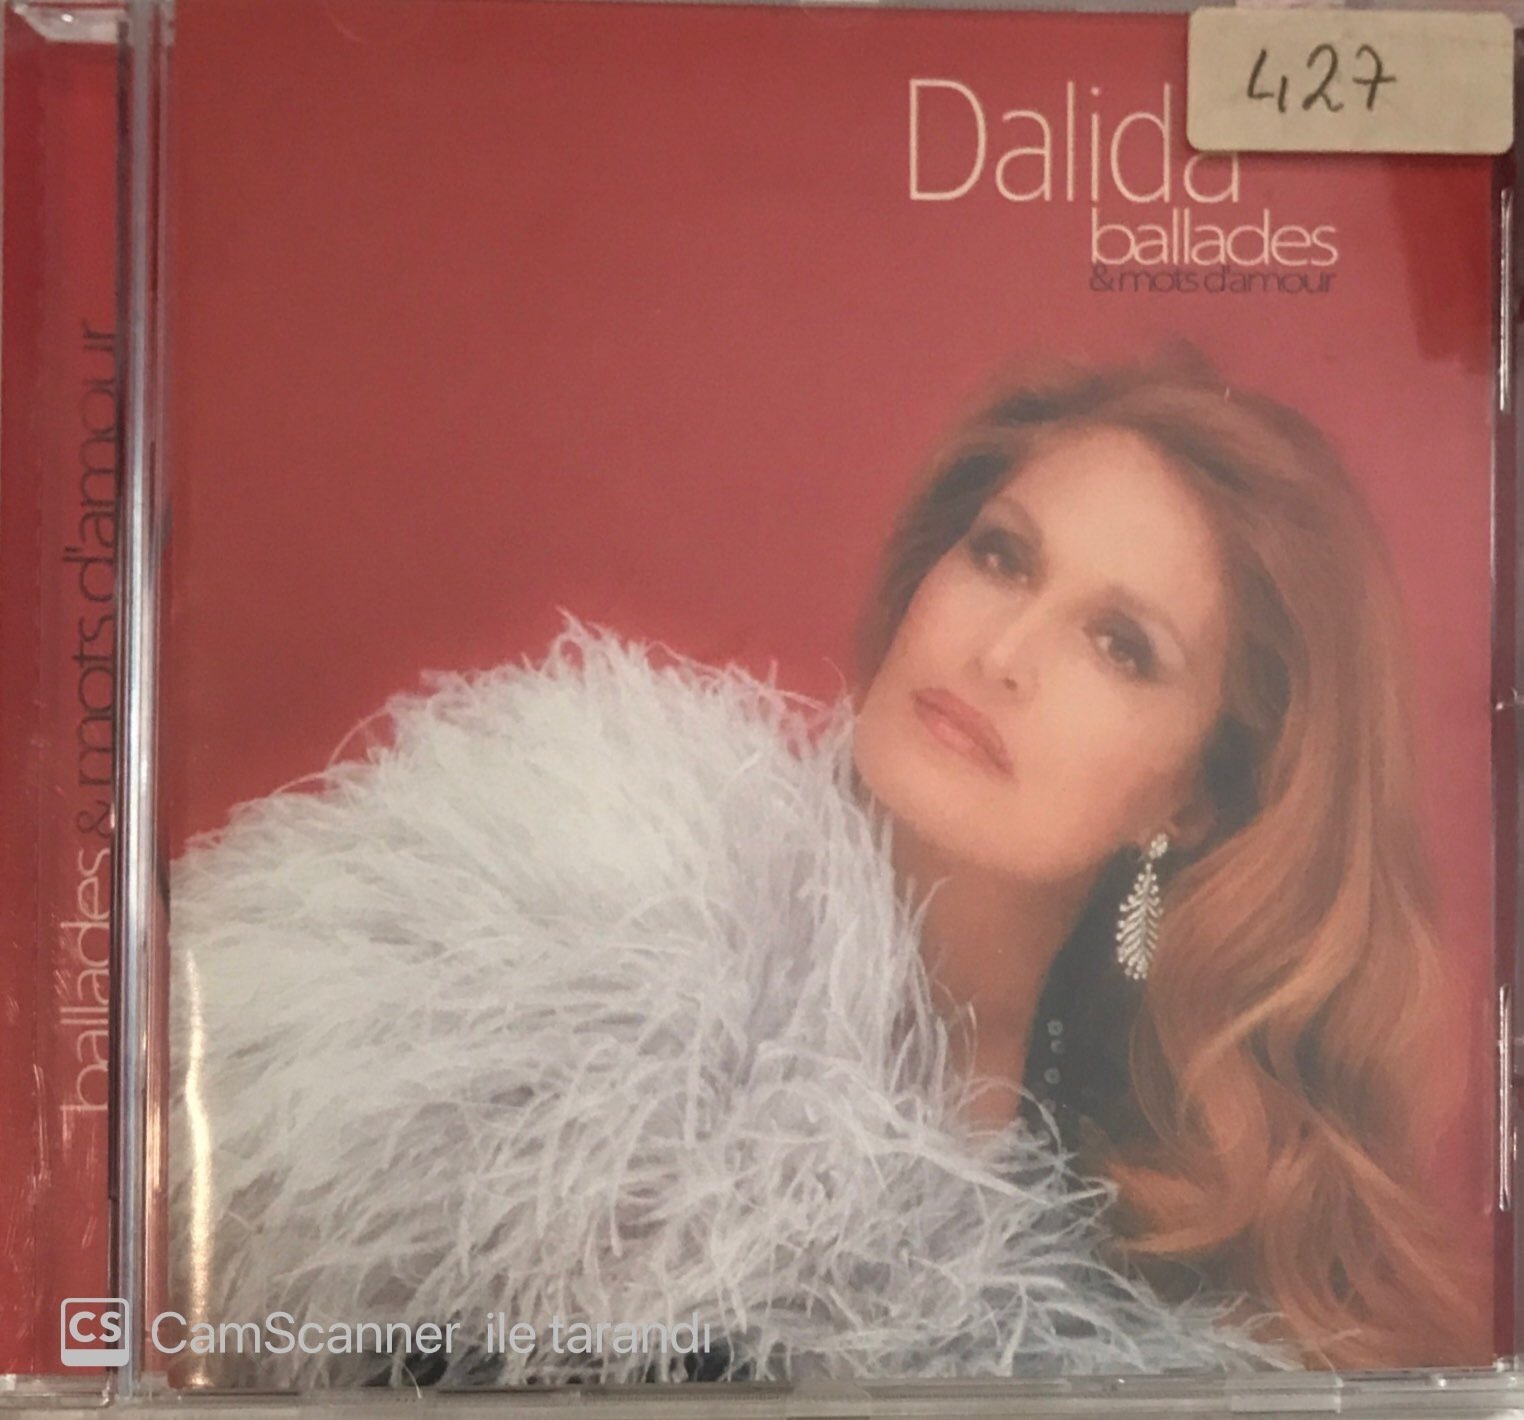 427
Dalida
ballades
& mots d'amour
ballades & mots d'amour
CS CamScanner ile tarandı